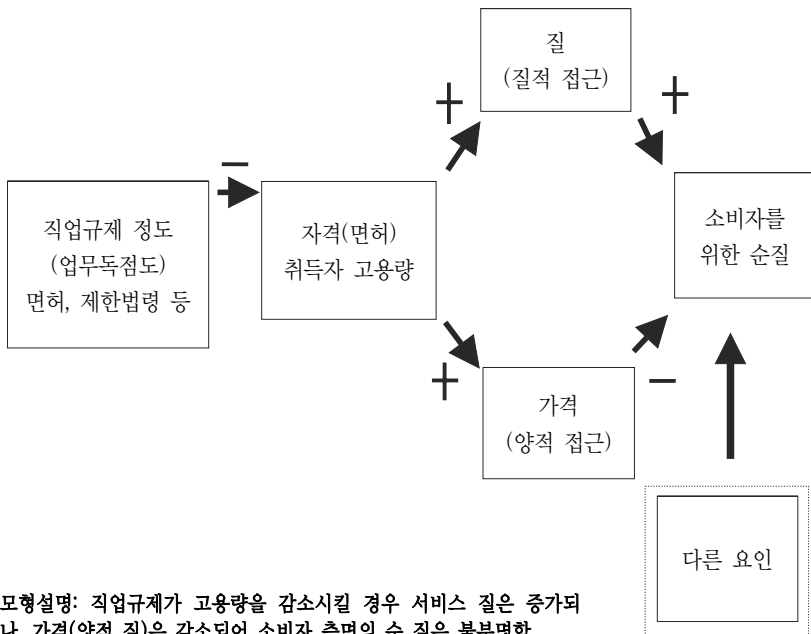 질
(질적 접근)
+
+
−
직업규제 정도
(업무독점도)
면허, 제한법령 등
자격(면허)
취득자 고용량
소비자를
위한 순질
+
−
가격
(양적 접근)
다른 요인
모형설명: 직업규제가 고용량을 감소시킬 경우 서비스 질은 증가되
나 가격(양적 질)은 감소되어 소비자 측면의 순 질은 불분명함